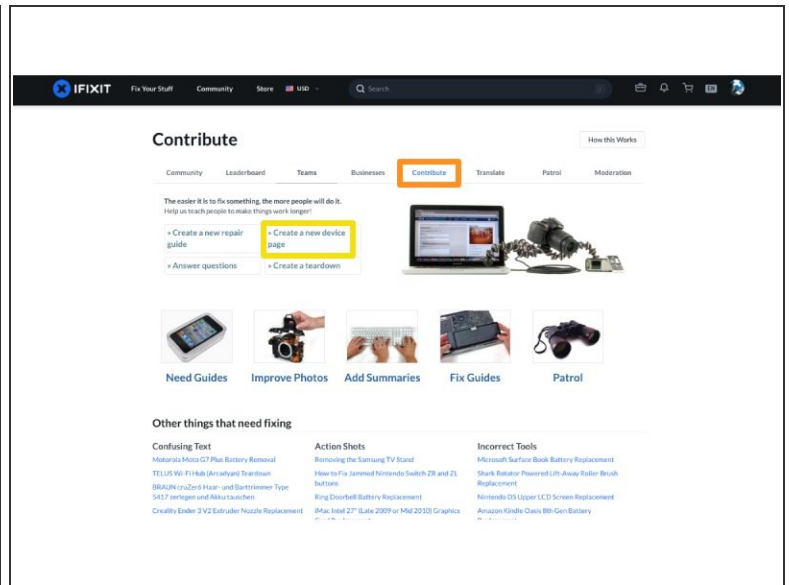 IFIXIT Fix Your Stuff Community Store USD Search EN
Contribute
How this Works
Community Leaderboard Teams Businesses Contribute Translate Patrol Moderation
The easier it is to fix something, the more people will do it.
Help us teach people to make things work longer!
» Create a new repair guide
» Create a new device page
» Answer questions
» Create a teardown
Need Guides Improve Photos Add Summaries Fix Guides Patrol
Other things that need fixing
Confusing Text
Motorola Moto G7 Plus Battery Removal
TELUS Wi-Fi Hub (Arcadyan) Teardown
BRAUN cruZer6 Haar- und Barttrimmer Type
5417 zerlegen und Akku tauschen
Creality Ender 3 V2 Extruder Nozzle Replacement
Action Shots
Removing the Samsung TV Stand
How to Fix Jammed Nintendo Switch ZR and ZL
buttons
Ring Doorbell Battery Replacement
iMac Intel 27" (Late 2009 or Mid 2010) Graphics
Incorrect Tools
Microsoft Surface Book Battery Replacement
Shark Rotator Powered Lift-Away Roller Brush
Replacement
Nintendo DS Upper LCD Screen Replacement
Amazon Kindle Oasis 8th Gen Battery